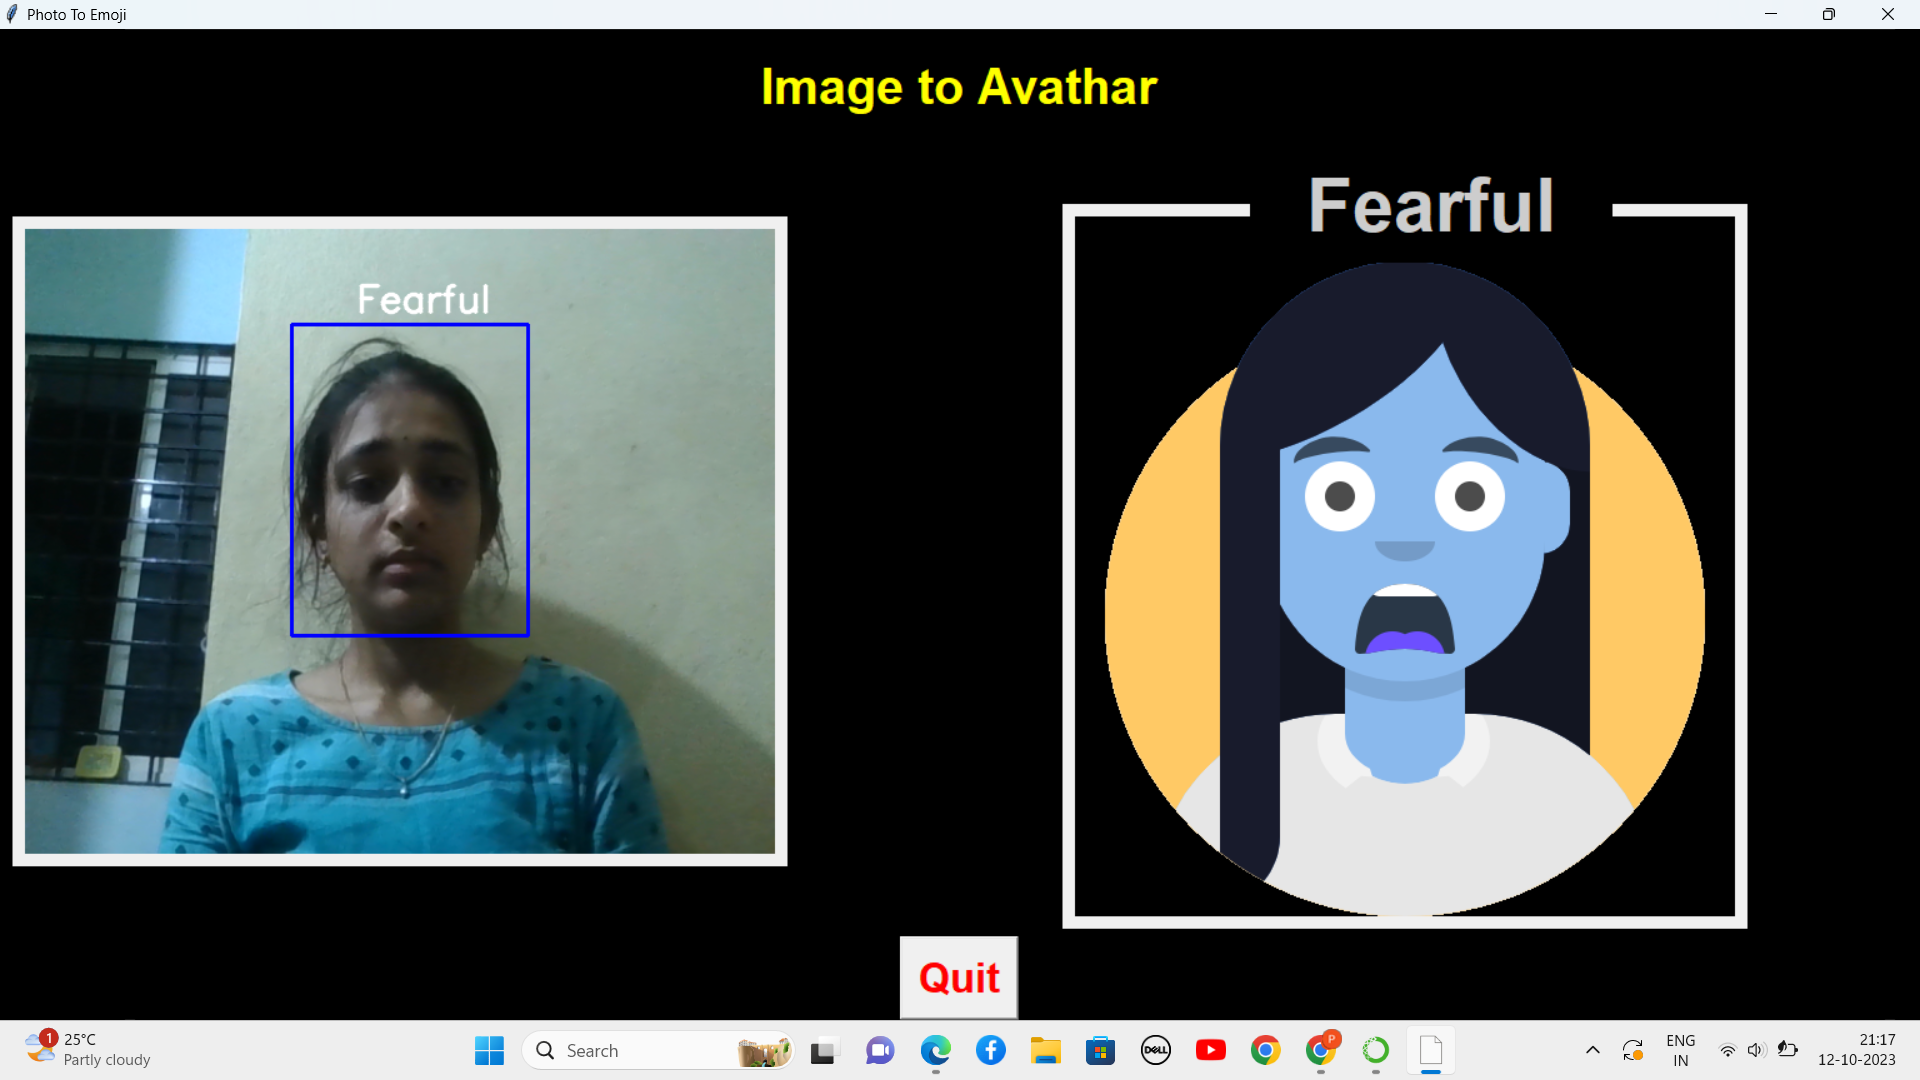 Photo To Emoji
Image to Avathar
Fearful
Fearful
Quit
1
25°C
Partly cloudy
Search
DELL
P
ENG
IN
21:17
12-10-2023